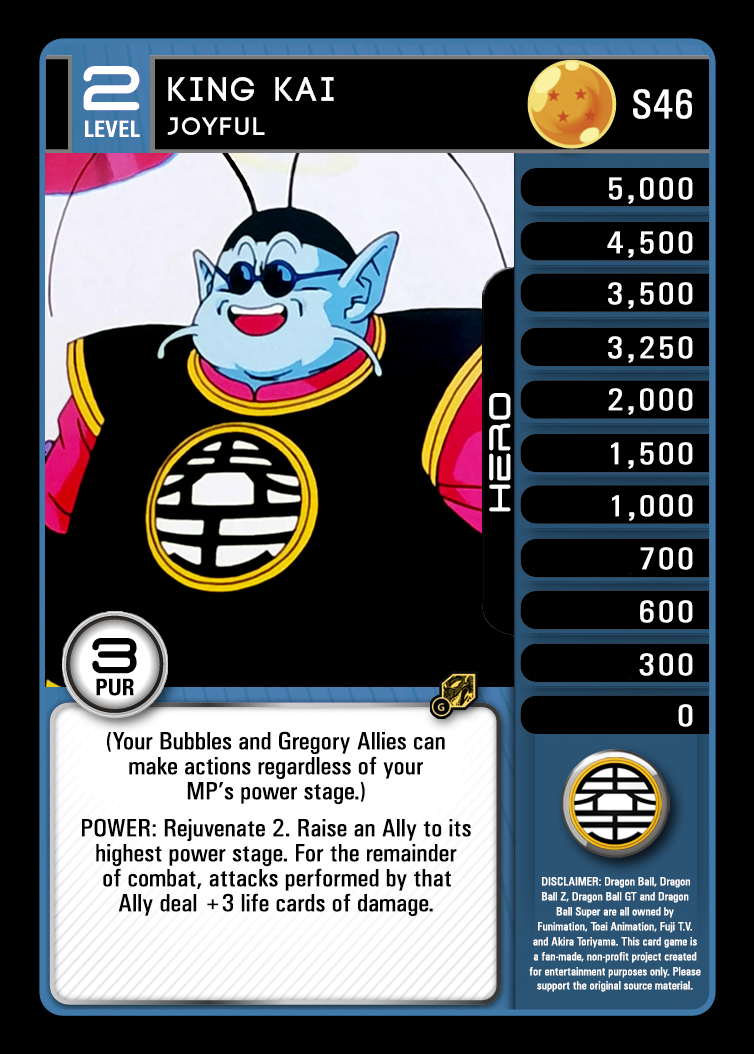 2
LEVEL
KING KAI
JOYFUL
S46
5,000
4,500
3,500
3,250
2,000
1,500
1,000
700
600
300
0
HERO
3
PUR
G
(Your Bubbles and Gregory Allies can
make actions regardless of your
MP's power stage.)
POWER: Rejuvenate 2. Raise an Ally to its
highest power stage. For the remainder
of combat, attacks performed by that
Ally deal +3 life cards of damage.
DISCLAIMER: Dragon Ball, Dragon
Ball Z, Dragon Ball GT and Dragon
Ball Super are all owned by
Funimation, Toei Animation, Fuji T.V.
and Akira Toriyama. This card game is
a fan-made, non-profit project created
for entertainment purposes only. Please
support the original source material.